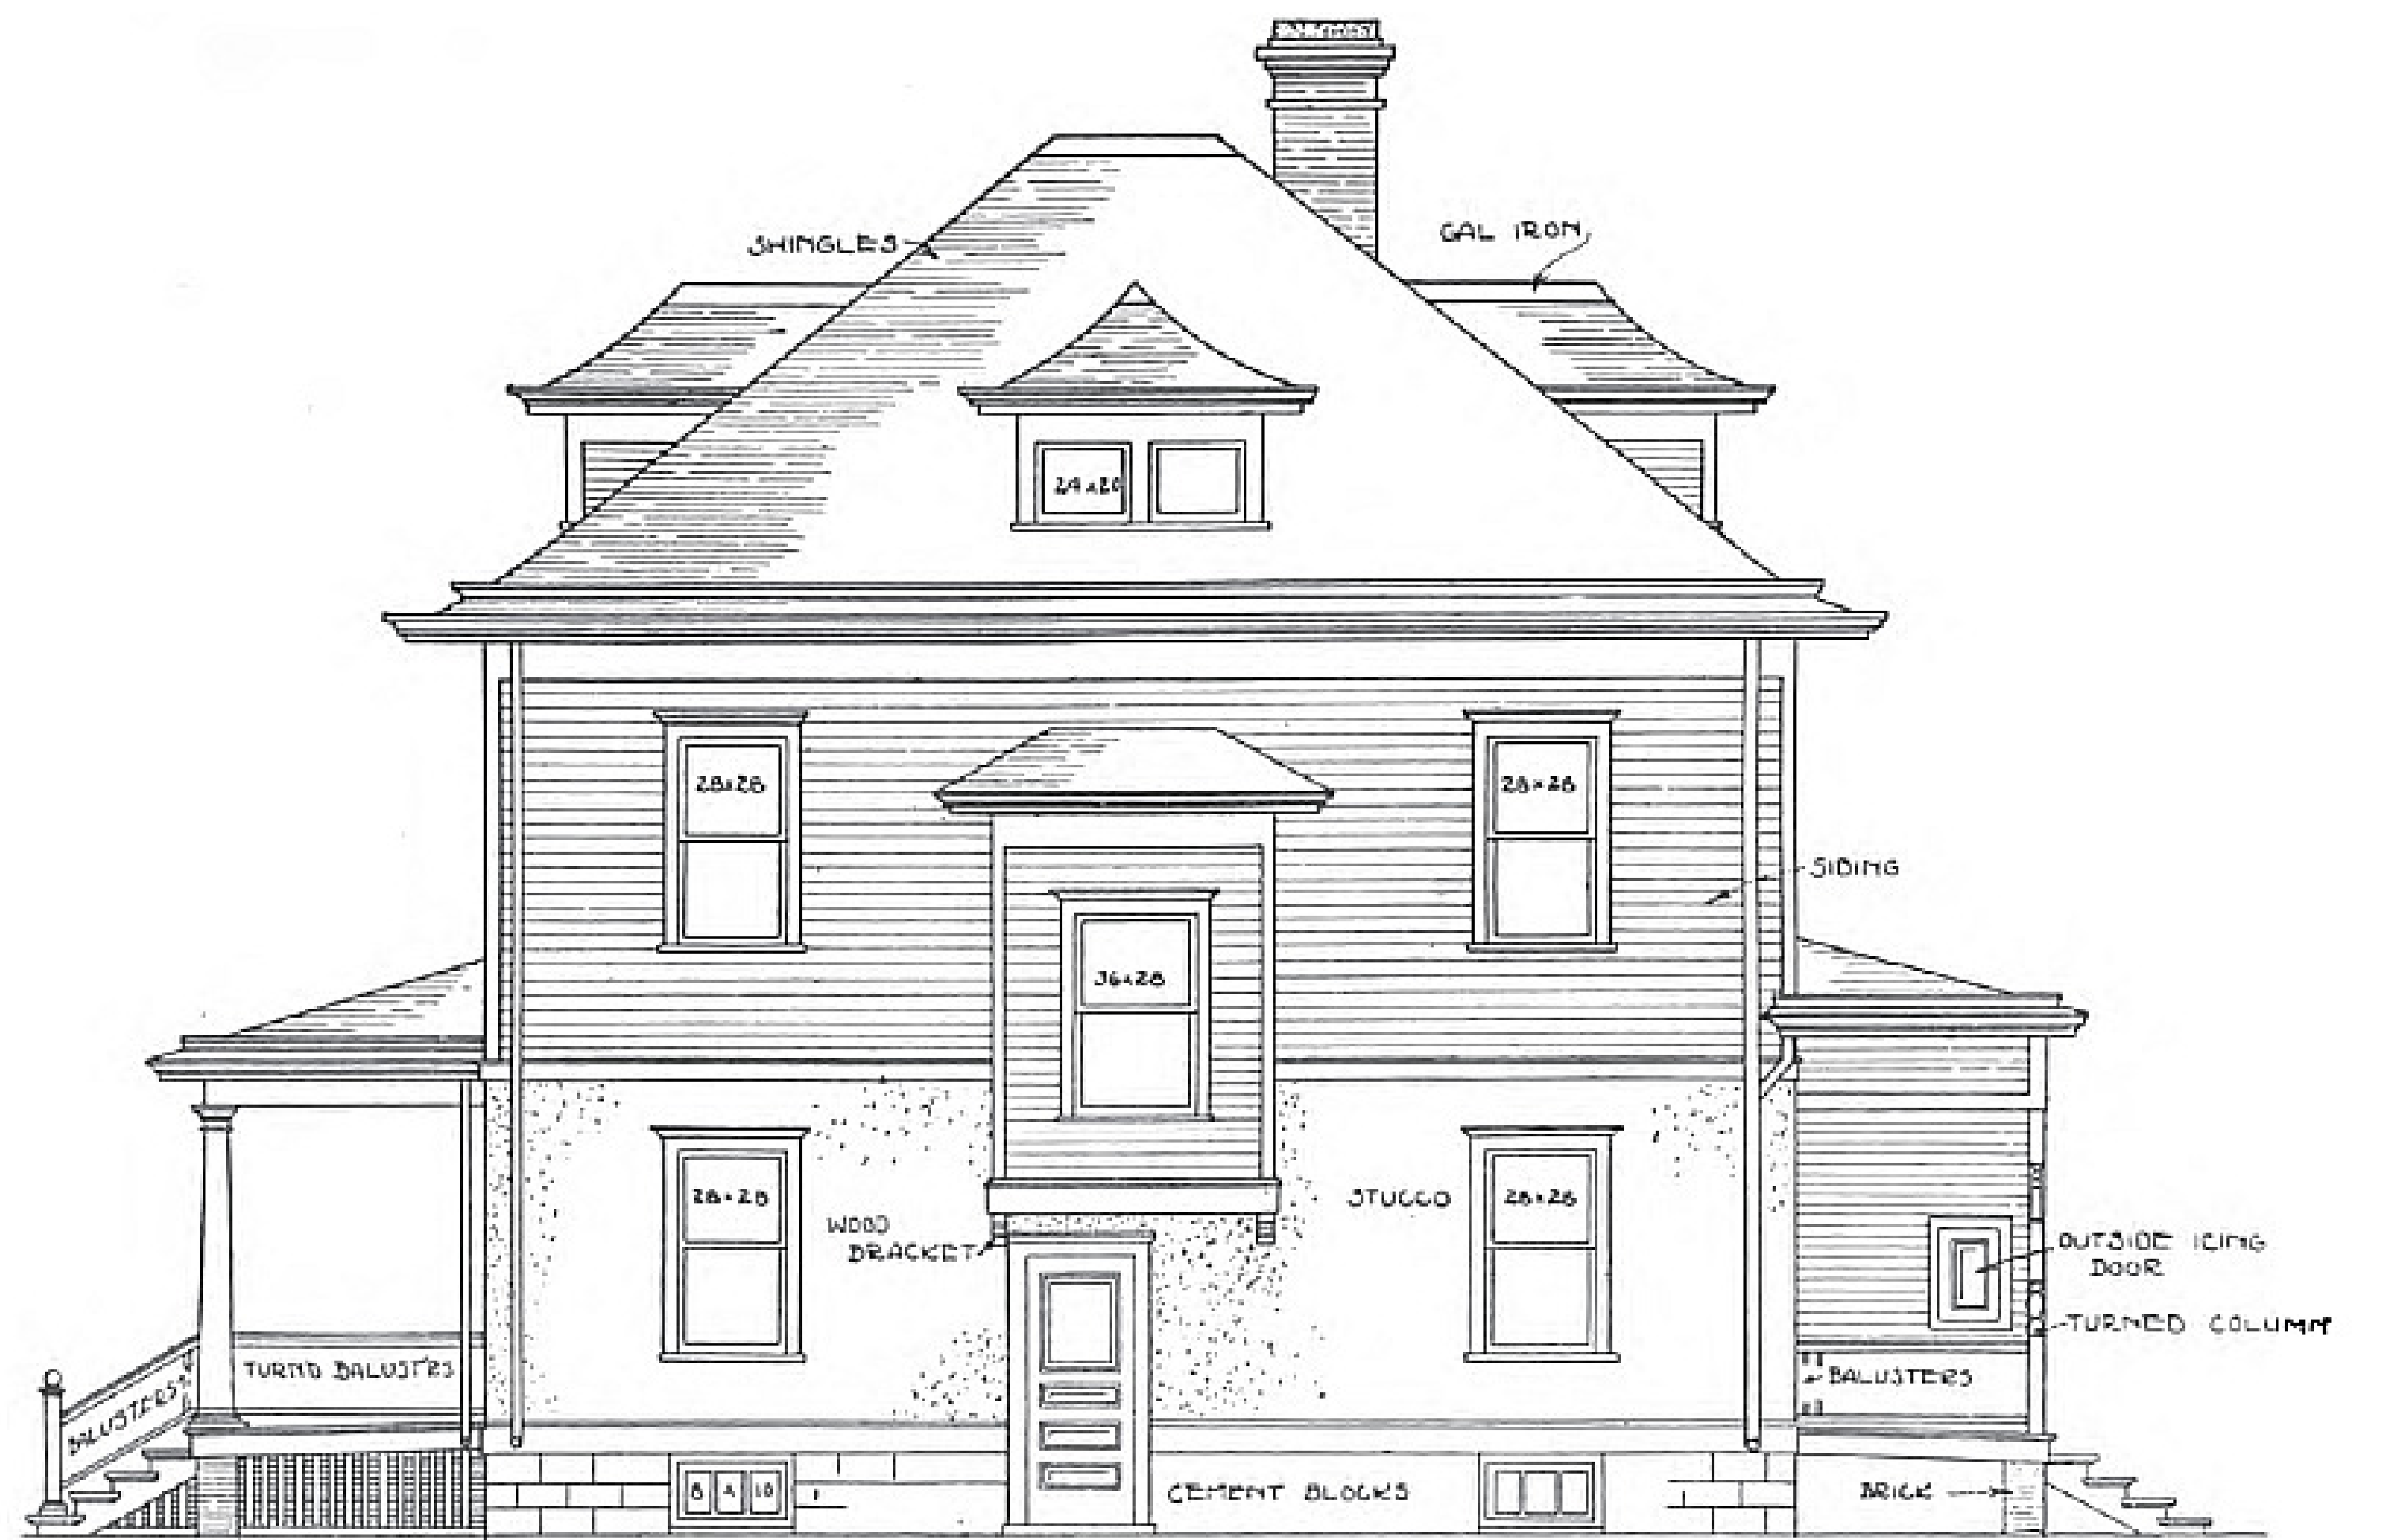 SHINGLES
GAL IRON
24x20
28x28
28x28
SIDING
36x28
28x28
STUCCO
28x28
WOOD
BRACKET
OUTSIDE ICING
DOOR
TURNED COLUMN
TURND BALUSTRS
BALUSTERS
BALUSTERS
CEMENT BLOCKS
BRICK
8 x 10